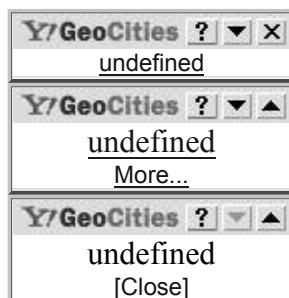 Y! GeoCities ?
undefined
Y! GeoCities ?
undefined
More...
Y! GeoCities ?
undefined
[Close]